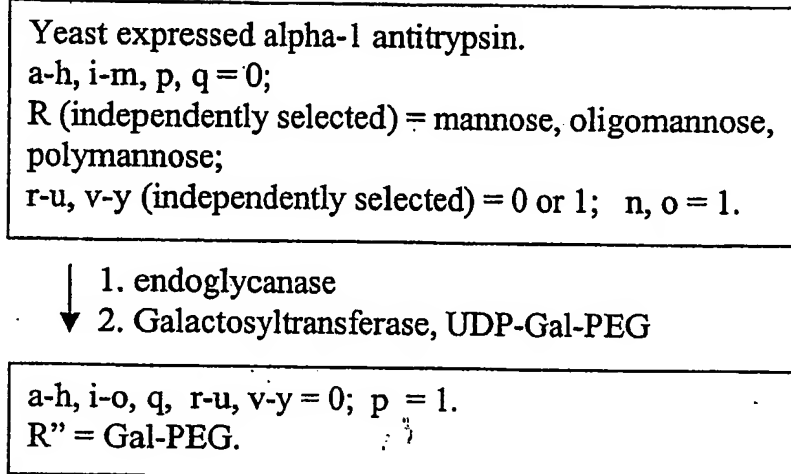 Yeast expressed alpha-1 antitrypsin.
a-h, i-m, p, q = 0;
R (independently selected) = mannose, oligomannose,
polymannose;
r-u, v-y (independently selected) = 0 or 1; n, o = 1.
1. endoglycanase
2. Galactosyltransferase, UDP-Gal-PEG
a-h, i-o, q, r-u, v-y = 0; p = 1.
R” = Gal-PEG.